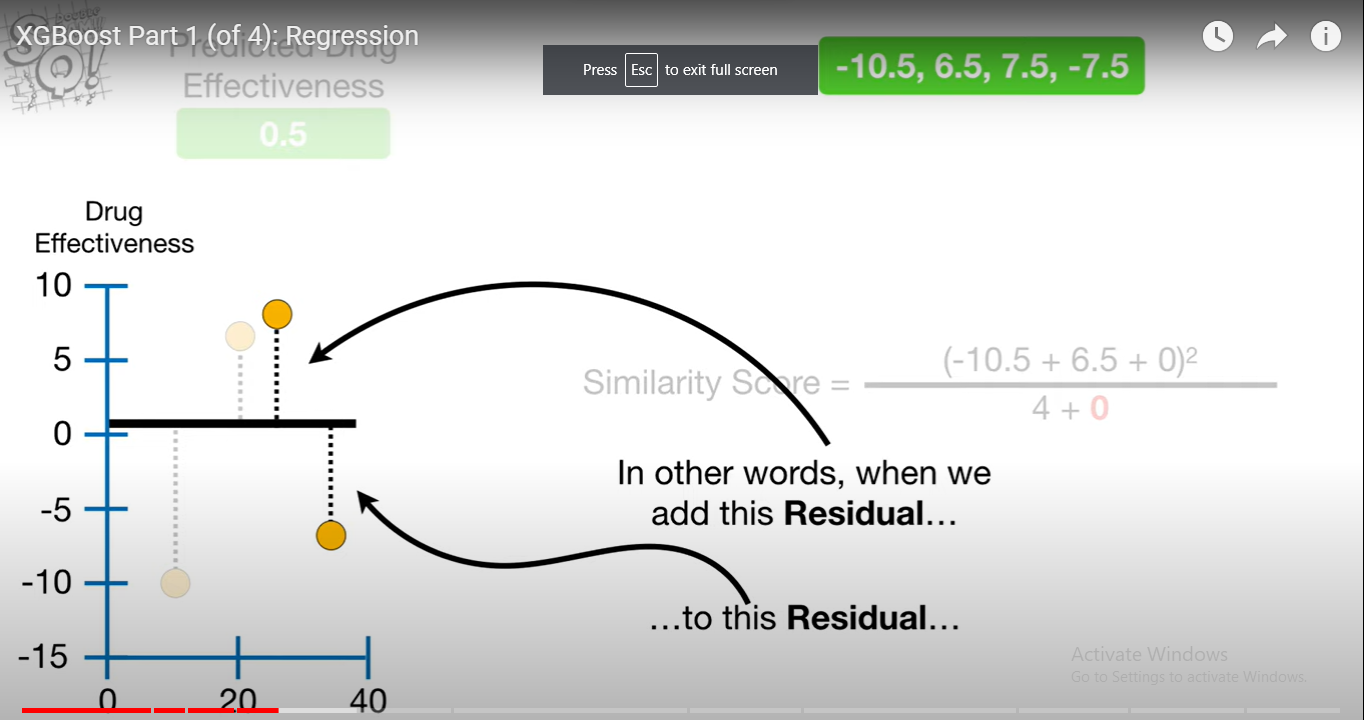 XGBoost Part 1 (of 4): Regression
Predicted Drug
Effectiveness
0.5
Press Esc to exit full screen
-10.5, 6.5, 7.5, -7.5
Drug
Effectiveness
10
5
0
-5
-10
-15
0 20 40
Similarity Score =
(-10.5 + 6.5 + 0)²
4 + 0
In other words, when we
add this Residual…
…to this Residual…
Activate Windows
Go to Settings to activate Windows.